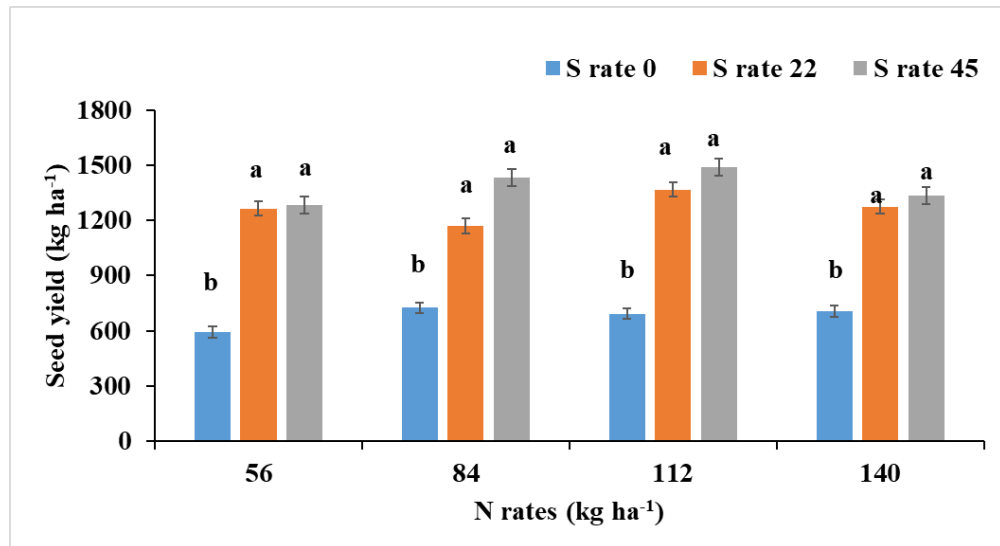 S rate 0 S rate 22 S rate 45
Seed yield (kg ha⁻¹)
1800
1500
1200
900
600
300
0
b a a b a a b a a b a a
56 84 112 140
N rates (kg ha⁻¹)